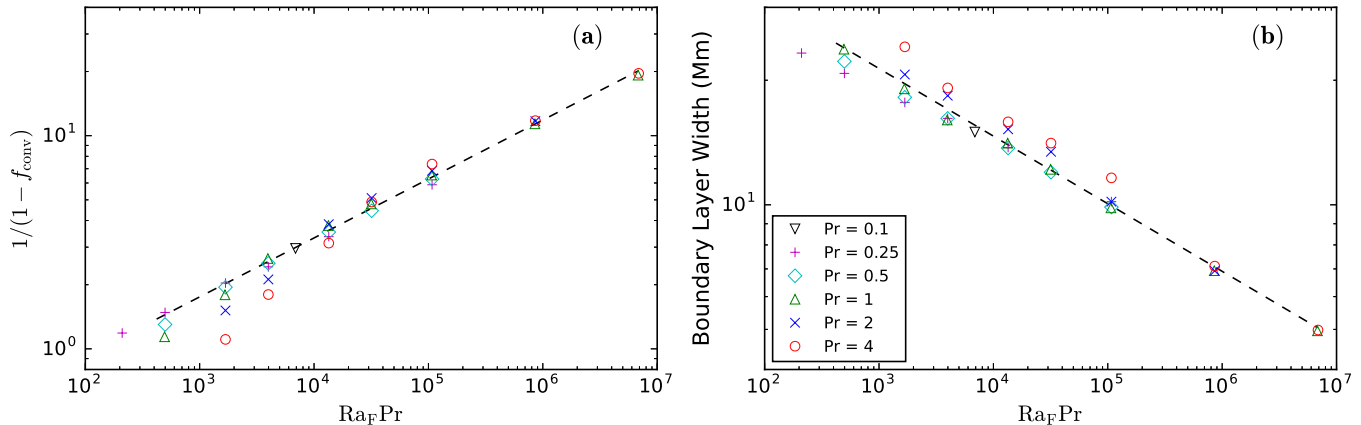 (a)
1/(1 − f_conv)
10^1
10^0
10^2 10^3 10^4 10^5 10^6 10^7
Ra_F Pr
(b)
Boundary Layer Width (Mm)
10^1
Pr = 0.1
Pr = 0.25
Pr = 0.5
Pr = 1
Pr = 2
Pr = 4
10^2 10^3 10^4 10^5 10^6 10^7
Ra_F Pr